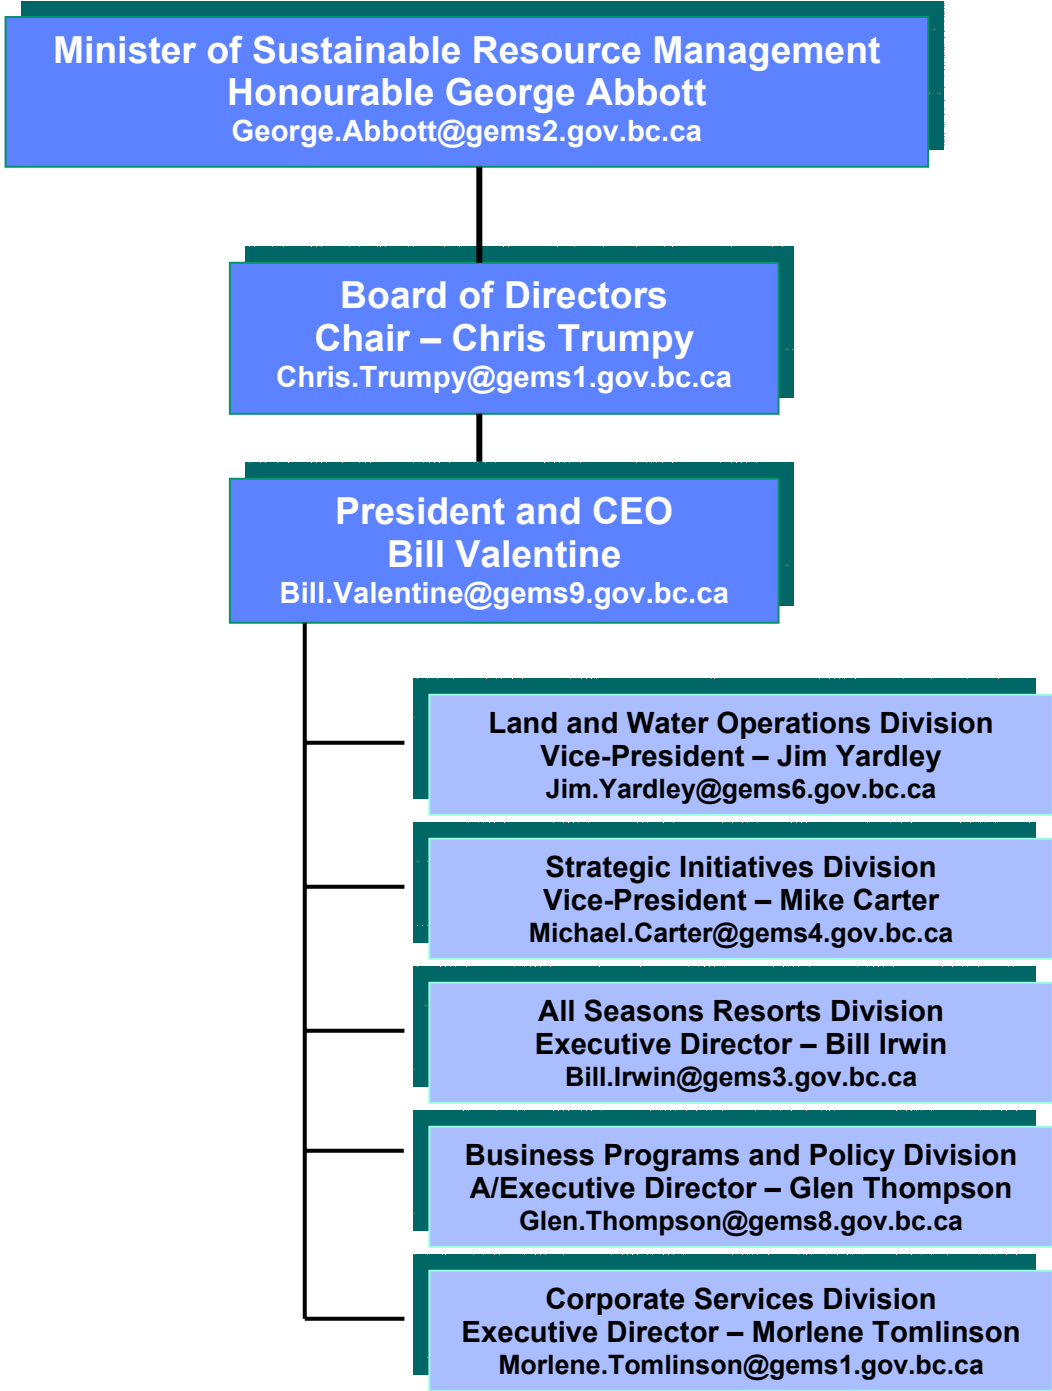 Minister of Sustainable Resource Management
Honourable George Abbott
George.Abbott@gems2.gov.bc.ca
Board of Directors
Chair – Chris Trumpy
Chris.Trumpy@gems1.gov.bc.ca
President and CEO
Bill Valentine
Bill.Valentine@gems9.gov.bc.ca
Land and Water Operations Division
Vice-President – Jim Yardley
Jim.Yardley@gems6.gov.bc.ca
Strategic Initiatives Division
Vice-President – Mike Carter
Michael.Carter@gems4.gov.bc.ca
All Seasons Resorts Division
Executive Director – Bill Irwin
Bill.Irwin@gems3.gov.bc.ca
Business Programs and Policy Division
A/Executive Director – Glen Thompson
Glen.Thompson@gems8.gov.bc.ca
Corporate Services Division
Executive Director – Morlene Tomlinson
Morlene.Tomlinson@gems1.gov.bc.ca